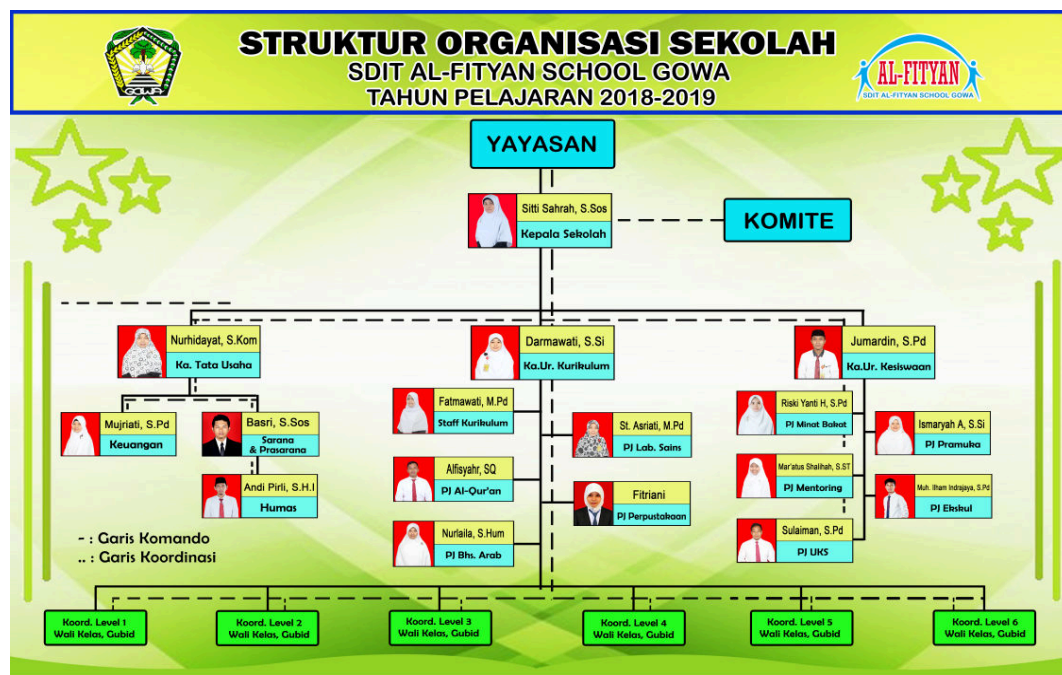 STRUKTUR ORGANISASI SEKOLAH
SDIT AL-FITYAN SCHOOL GOWA
TAHUN PELAJARAN 2018-2019
GOWA
AL-FITYAN
SDIT AL-FITYAN SCHOOL GOWA
YAYASAN
Sitti Sahrah, S.Sos
Kepala Sekolah
KOMITE
Nurhidayat, S.Kom
Ka. Tata Usaha
Darmawati, S.Si
Ka.Ur. Kurikulum
Jumardin, S.Pd
Ka.Ur. Kesiswaan
Mujriati, S.Pd
Keuangan
Basri, S.Sos
Sarana
& Prasarana
Andi Pirli, S.H.I
Humas
Fatmawati, M.Pd
Staff Kurikulum
St. Asriati, M.Pd
PJ Lab. Sains
Alfisyahr, SQ
PJ Al-Qur'an
Fitriani
PJ Perpustakaan
Nurlaila, S.Hum
PJ Bhs. Arab
Riski Yanti H, S.Pd
PJ Minat Bakat
Ismaryah A, S.Si
PJ Pramuka
Mar'atus Shalihah, S.ST
PJ Mentoring
Muh. Ilham Indrajaya, S.Pd
PJ Ekskul
Sulaiman, S.Pd
PJ UKS
- : Garis Komando
.. : Garis Koordinasi
Koord. Level 1
Wali Kelas, Gubid
Koord. Level 2
Wali Kelas, Gubid
Koord. Level 3
Wali Kelas, Gubid
Koord. Level 4
Wali Kelas, Gubid
Koord. Level 5
Wali Kelas, Gubid
Koord. Level 6
Wali Kelas, Gubid